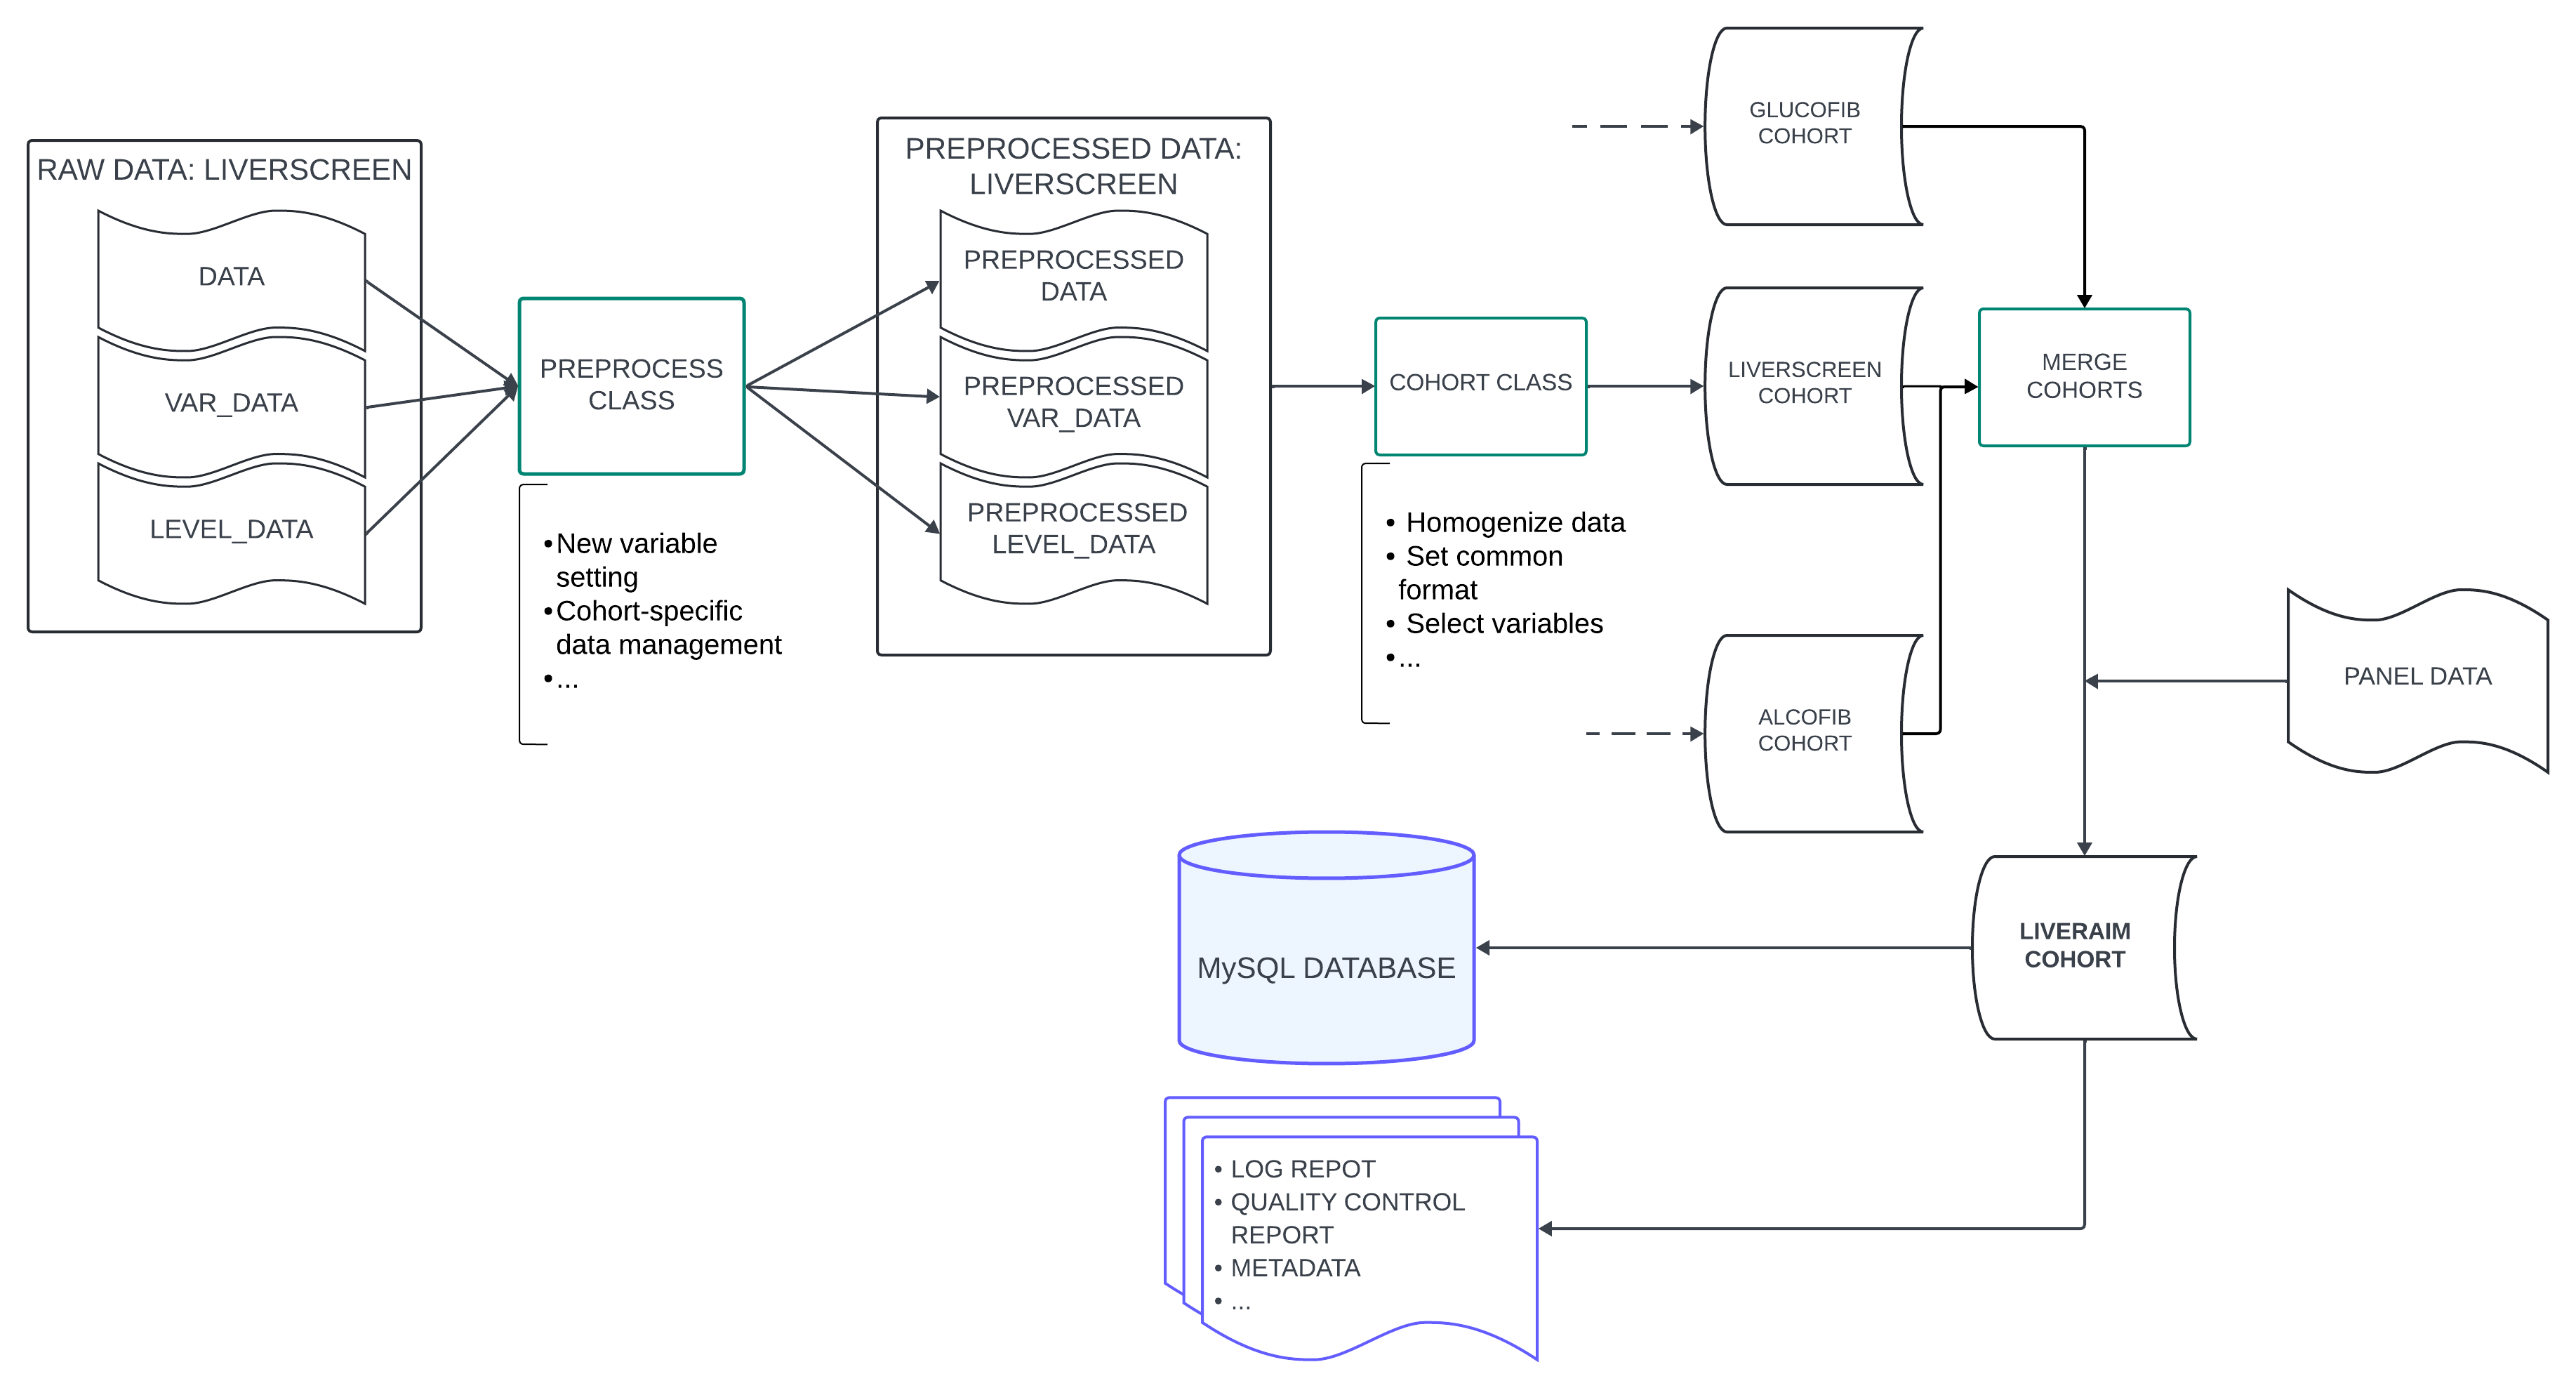 RAW DATA: LIVERSCREEN
DATA
VAR_DATA
LEVEL_DATA
PREPROCESS
CLASS
•New variable
setting
•Cohort-specific
data management
•...
PREPROCESSED DATA:
LIVERSCREEN
PREPROCESSED
DATA
PREPROCESSED
VAR_DATA
PREPROCESSED
LEVEL_DATA
COHORT CLASS
• Homogenize data
• Set common
format
• Select variables
•...
GLUCOFIB
COHORT
LIVERSCREEN
COHORT
ALCOFIB
COHORT
MERGE
COHORTS
PANEL DATA
LIVERAIM
COHORT
MySQL DATABASE
• LOG REPOT
• QUALITY CONTROL
REPORT
• METADATA
• ...